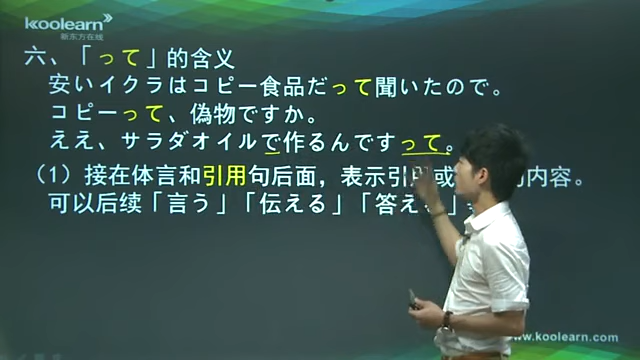 koolearn
新东方在线
六、「って」的含义
安いイクラはコピー食品だって聞いたので。
コピーって、偽物ですか。
ええ、サラダオイルで作るんですって。
(1）接在体言和引用句后面，表示引 内容。
可以后续「言う」「伝える」「答え
www.koolearn.com